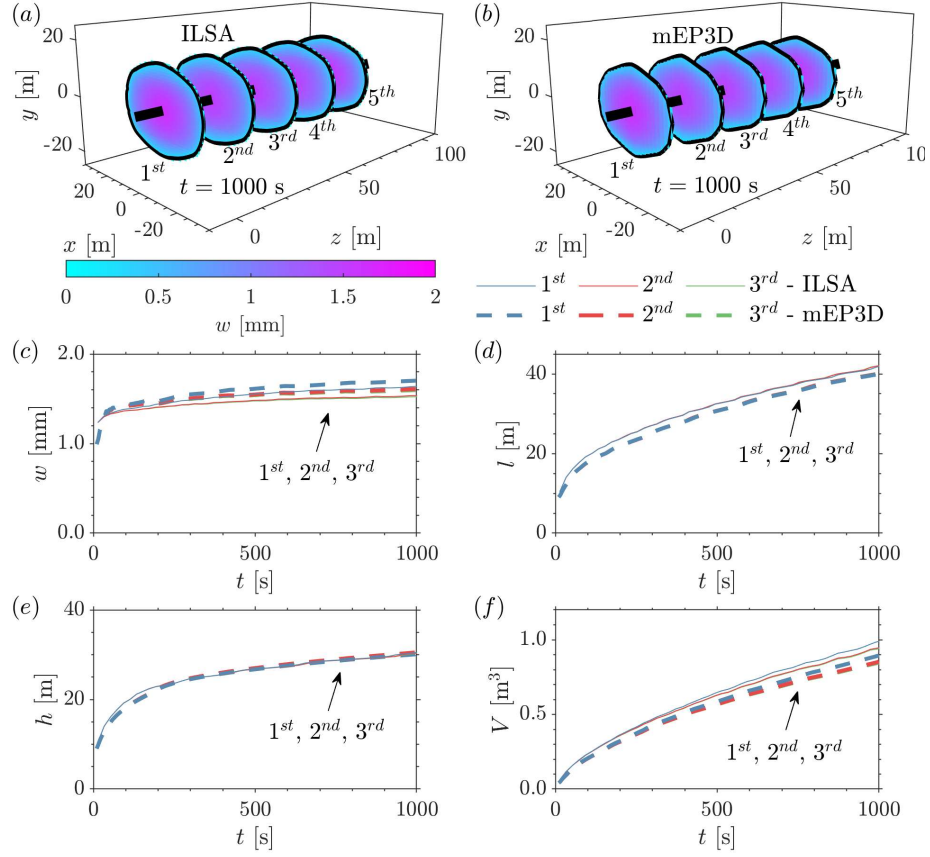 (a)
ILSA
20
0
-20
y [m]
1st
2nd
3rd
4th
5th
t = 1000 s
20
0
-20
x [m]
0
50
100
z [m]
0
0.5
1
1.5
2
w [mm]
(b)
mEP3D
20
0
-20
y [m]
1st
2nd
3rd
4th
5th
t = 1000 s
20
0
-20
x [m]
0
50
10
z [m]
1st 2nd 3rd - ILSA
1st 2nd 3rd - mEP3D
(c)
2.0
1.6
1.0
0.0
w [mm]
1st, 2nd, 3rd
0
500
1000
t [s]
(d)
40
20
0
l [m]
1st, 2nd, 3rd
0
500
1000
t [s]
(e)
40
20
0
h [m]
1st, 2nd, 3rd
0
500
1000
t [s]
(f)
1.0
0.5
0.0
V [m3]
1st, 2nd, 3rd
0
500
1000
t [s]